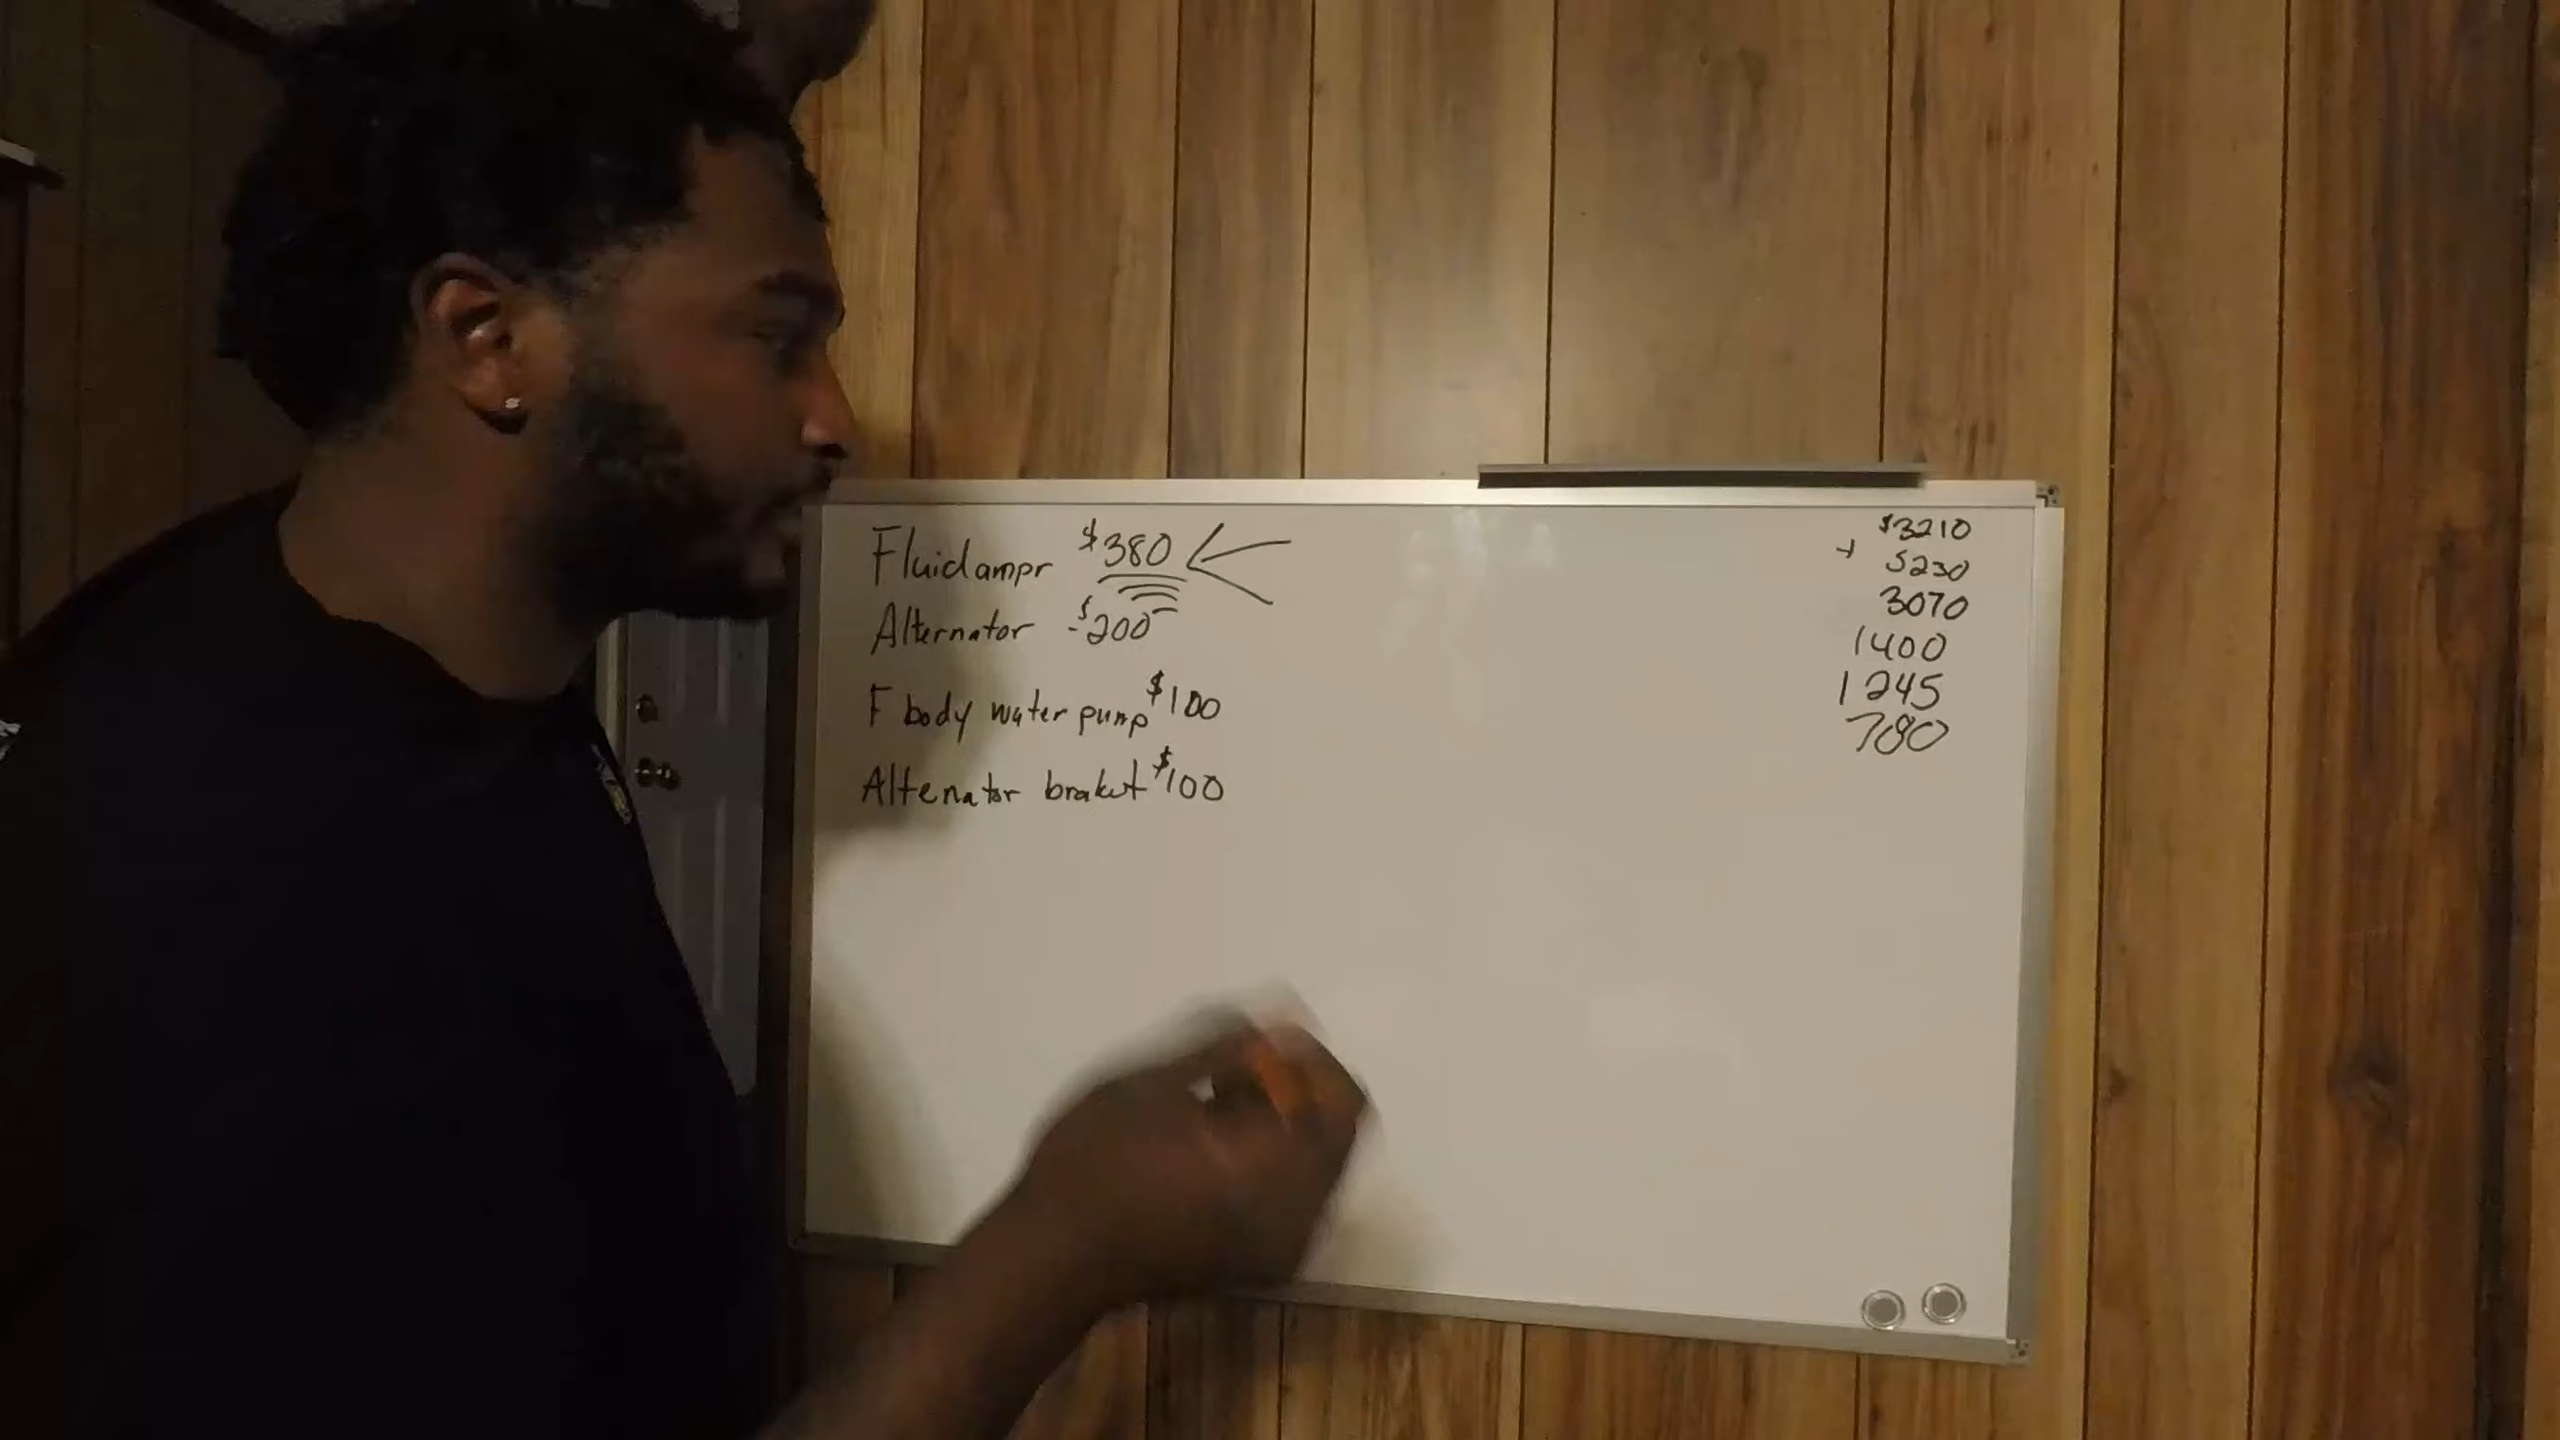 Fluidampr $380
Alternator -$200
F body water pump $100
Altenator braket $100
$3210
+ 5230
3070
1400
1245
780